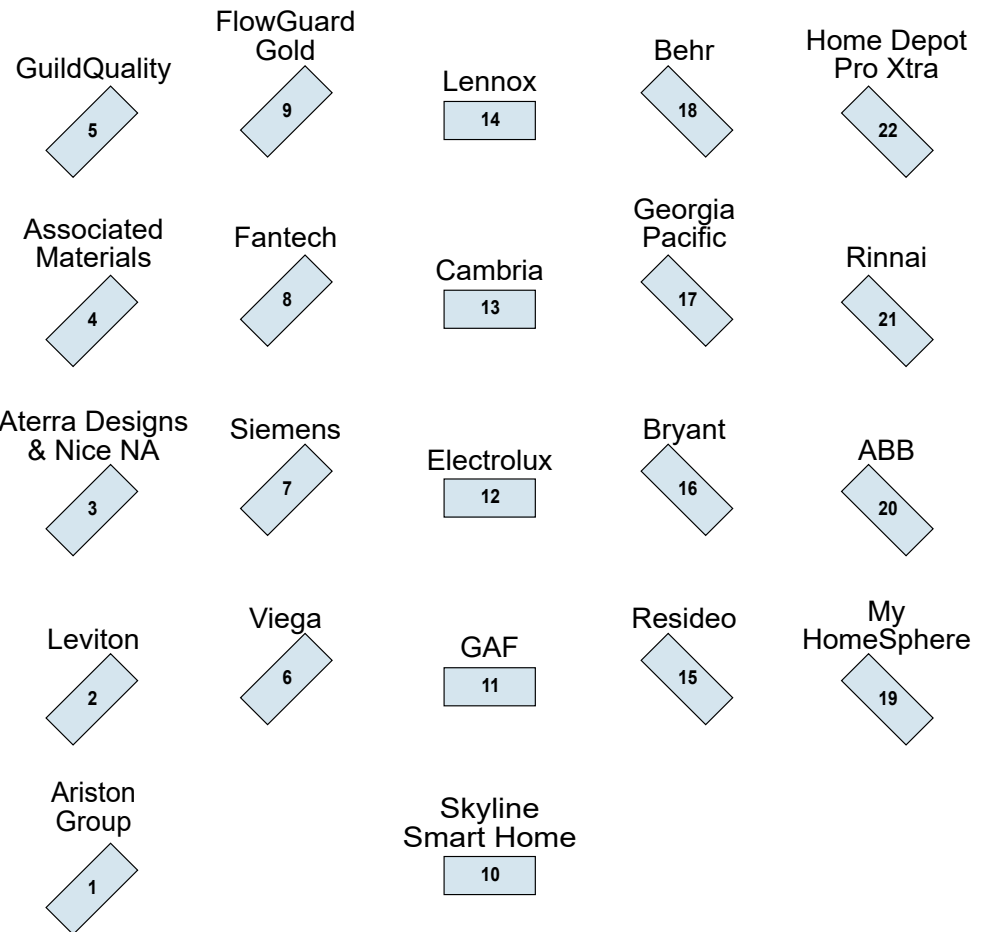 GuildQuality
5
FlowGuard
Gold
9
Lennox
14
Behr
18
Home Depot
Pro Xtra
22
Associated
Materials
4
Fantech
8
Cambria
13
Georgia
Pacific
17
Rinnai
21
Aterra Designs
& Nice NA
3
Siemens
7
Electrolux
12
Bryant
16
ABB
20
Leviton
2
Viega
6
GAF
11
Resideo
15
My
HomeSphere
19
Ariston
Group
1
Skyline
Smart Home
10